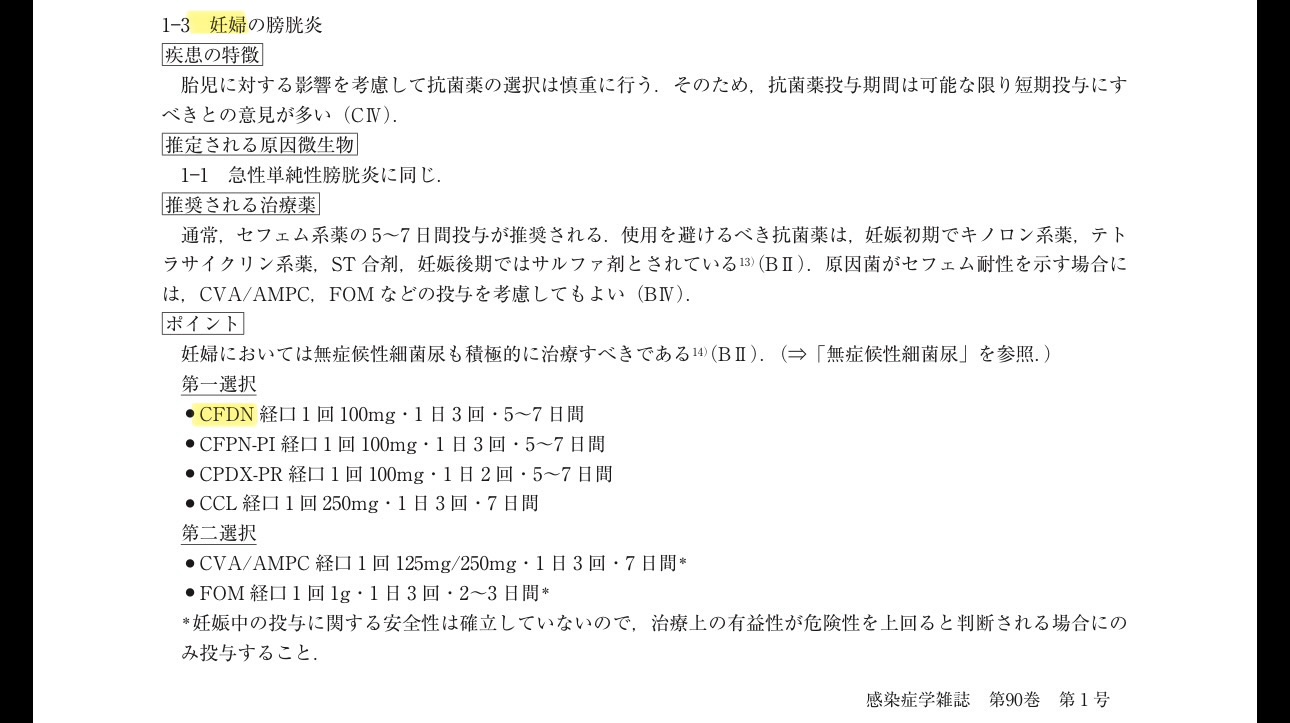 1-3　妊婦の膀胱炎
疾患の特徴
胎児に対する影響を考慮して抗菌薬の選択は慎重に行う．そのため，抗菌薬投与期間は可能な限り短期投与にす
べきとの意見が多い（CⅣ）．
推定される原因微生物
1-1　急性単純性膀胱炎に同じ．
推奨される治療薬
通常，セフェム系薬の5～7日間投与が推奨される．使用を避けるべき抗菌薬は，妊娠初期でキノロン系薬，テト
ラサイクリン系薬，ST合剤，妊娠後期ではサルファ剤とされている13)（BⅡ）．原因菌がセフェム耐性を示す場合に
は，CVA/AMPC，FOMなどの投与を考慮してもよい（BⅣ）．
ポイント
妊婦においては無症候性細菌尿も積極的に治療すべきである14)（BⅡ）．（⇒「無症候性細菌尿」を参照．）
第一選択
●CFDN 経口1回100mg・1日3回・5～7日間
●CFPN-PI 経口1回100mg・1日3回・5～7日間
●CPDX-PR 経口1回100mg・1日2回・5～7日間
●CCL 経口1回250mg・1日3回・7日間
第二選択
●CVA/AMPC 経口1回125mg/250mg・1日3回・7日間*
●FOM 経口1回1g・1日3回・2～3日間*
*妊娠中の投与に関する安全性は確立していないので，治療上の有益性が危険性を上回ると判断される場合にの
み投与すること．
感染症学雑誌　第90巻　第1号